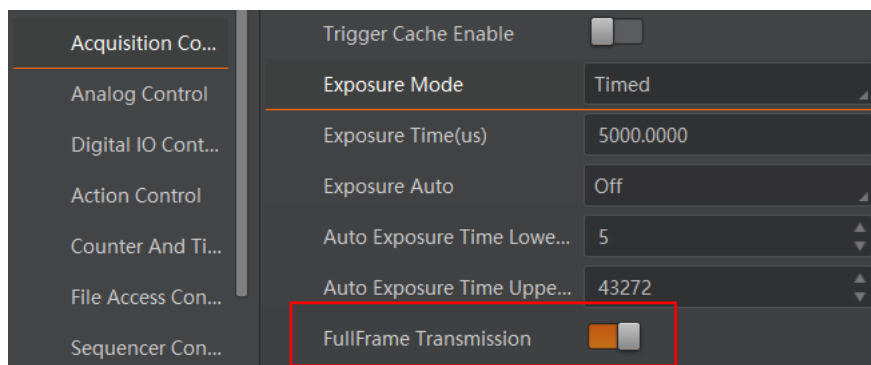 Acquisition Co...
Analog Control
Digital IO Cont...
Action Control
Counter And Ti...
File Access Con...
Sequencer Con...
Trigger Cache Enable
Exposure Mode Timed
Exposure Time(us) 5000.0000
Exposure Auto Off
Auto Exposure Time Lowe... 5
Auto Exposure Time Uppe... 43272
FullFrame Transmission